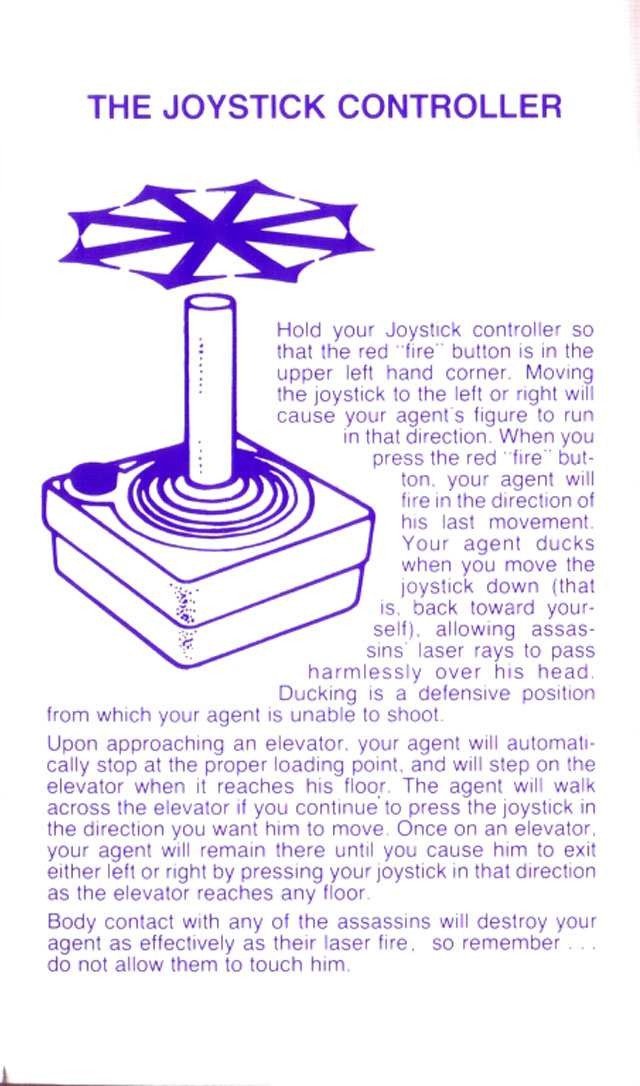 THE JOYSTICK CONTROLLER
Hold your Joystick controller so
that the red "fire" button is in the
upper left hand corner. Moving
the joystick to the left or right will
cause your agent's figure to run
in that direction. When you
press the red "fire" but-
ton, your agent will
fire in the direction of
his last movement.
Your agent ducks
when you move the
joystick down (that
is, back toward your-
self), allowing assas-
sins' laser rays to pass
harmlessly over his head.
Ducking is a defensive position
from which your agent is unable to shoot.
Upon approaching an elevator, your agent will automati-
cally stop at the proper loading point, and will step on the
elevator when it reaches his floor. The agent will walk
across the elevator if you continue to press the joystick in
the direction you want him to move. Once on an elevator,
your agent will remain there until you cause him to exit
either left or right by pressing your joystick in that direction
as the elevator reaches any floor.
Body contact with any of the assassins will destroy your
agent as effectively as their laser fire, so remember . . .
do not allow them to touch him.